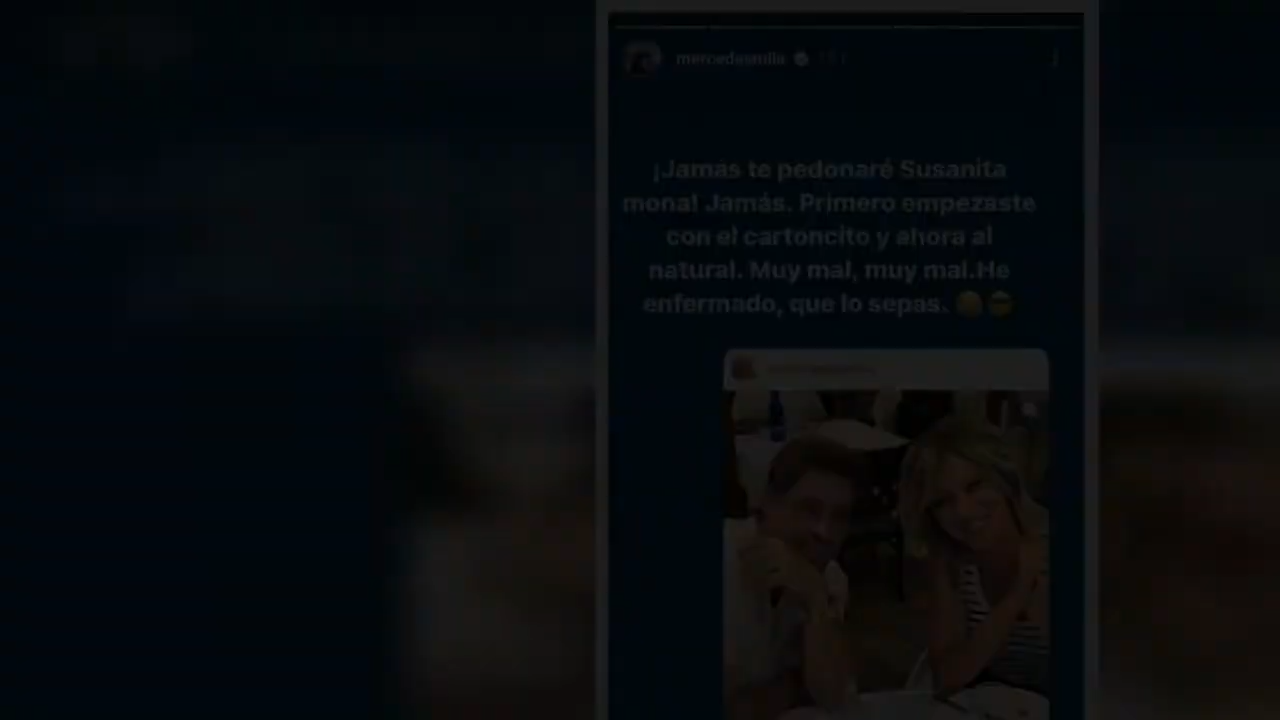 mercedesmila
¡Jamás te pedonaré Susanita
mona! Jamás. Primero empezaste
con el cartoncito y ahora al
natural. Muy mal, muy mal.He
enfermado, que lo sepas.